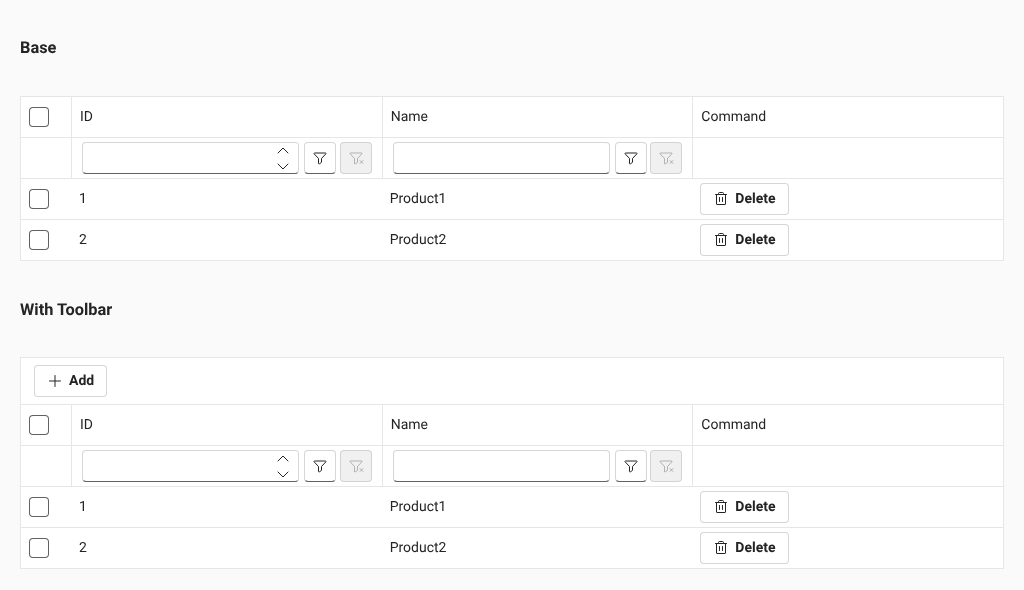 Base
ID Name Command
1 Product1 Delete
2 Product2 Delete
With Toolbar
Add
ID Name Command
1 Product1 Delete
2 Product2 Delete